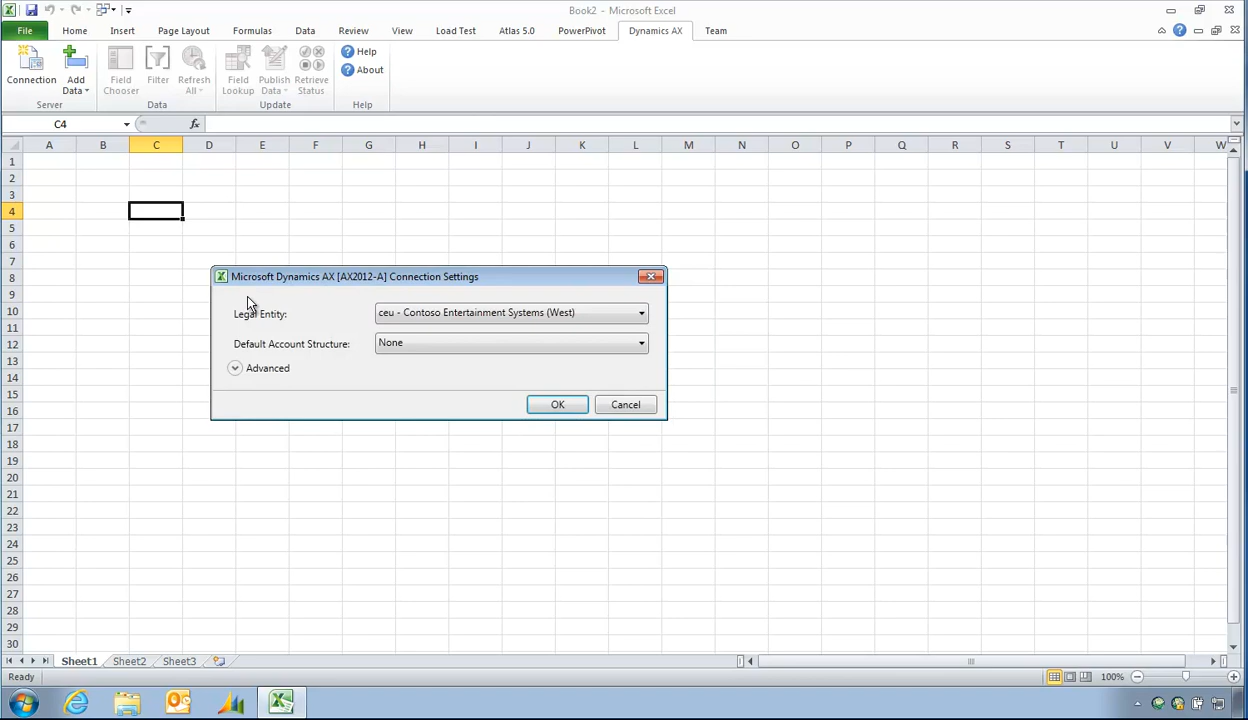 Book2 - Microsoft Excel
File Home Insert Page Layout Formulas Data Review View Load Test Atlas 5.0 PowerPivot Dynamics AX Team
Connection
Add Data
Field Chooser
Filter
Refresh All
Field Lookup
Publish Data
Retrieve Status
Help
About
Server Data Update Help
C4 fx
A B C D E F G H I J K L M N O P Q R S T U V W
1
2
3
4
5
6
7
8
Microsoft Dynamics AX [AX2012-A] Connection Settings
9
10
Legal Entity: ceu - Contoso Entertainment Systems (West)
11
12
Default Account Structure: None
13
Advanced
14
15
OK Cancel
16
17
18
19
20
21
22
23
24
25
26
27
28
29
30
Sheet1 Sheet2 Sheet3
Ready 100%